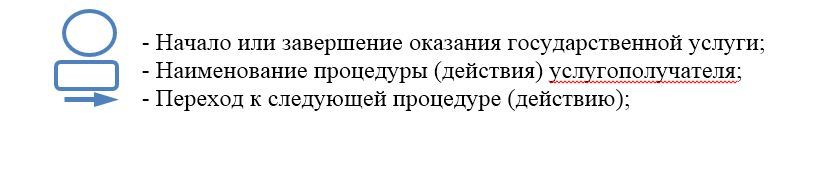 - Начало или завершение оказания государственной услуги;
- Наименование процедуры (действия) услугополучателя;
- Переход к следующей процедуре (действию);